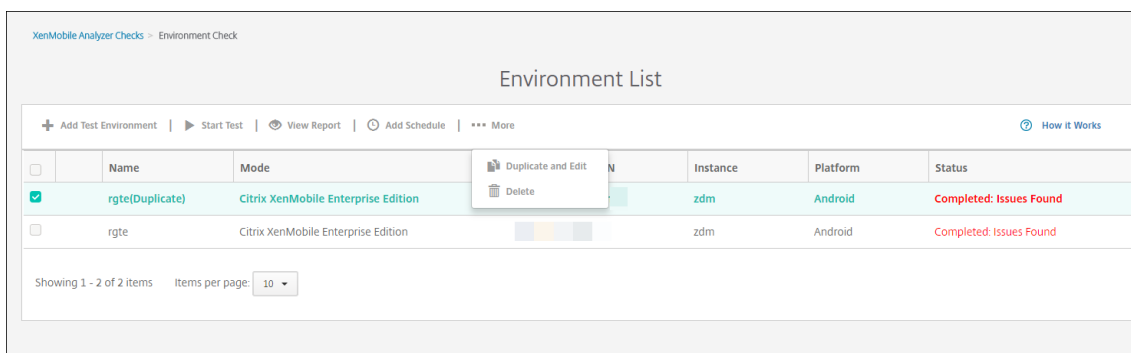 XenMobile Analyzer Checks > Environment Check
Environment List
Add Test Environment | Start Test | View Report | Add Schedule | ••• More
How it Works
Duplicate and Edit
Delete
Name Mode N Instance Platform Status
rgte(Duplicate) Citrix XenMobile Enterprise Edition zdm Android Completed: Issues Found
rgte Citrix XenMobile Enterprise Edition zdm Android Completed: Issues Found
Showing 1 - 2 of 2 items Items per page: 10